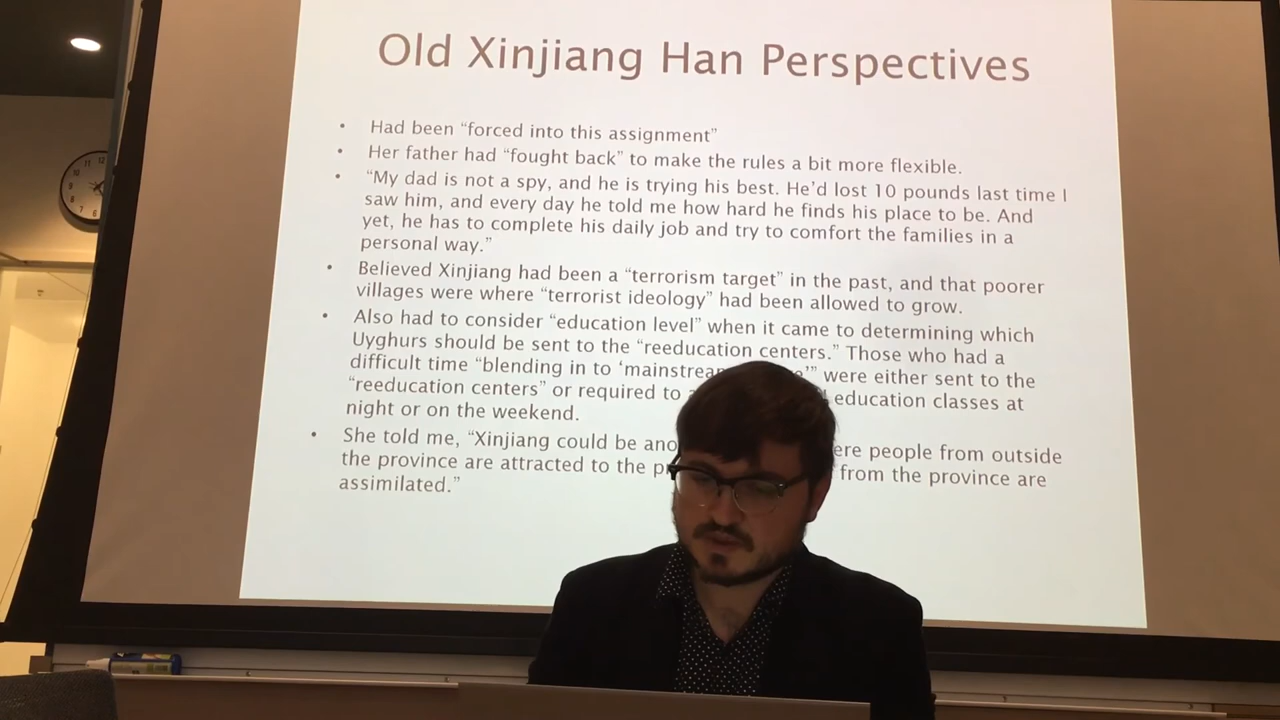 Old Xinjiang Han Perspectives
• Had been “forced into this assignment”
• Her father had “fought back” to make the rules a bit more flexible.
• “My dad is not a spy, and he is trying his best. He’d lost 10 pounds last time I
saw him, and every day he told me how hard he finds his place to be. And
yet, he has to complete his daily job and try to comfort the families in a
personal way.”
• Believed Xinjiang had been a “terrorism target” in the past, and that poorer
villages were where “terrorist ideology” had been allowed to grow.
• Also had to consider “education level” when it came to determining which
Uyghurs should be sent to the “reeducation centers.” Those who had a
difficult time “blending in to ‘mainstream ’” were either sent to the
“reeducation centers” or required to education classes at
night or on the weekend.
• She told me, “Xinjiang could be people from outside
the province are attracted to the from the province are
assimilated.”
11 12
10
9
8
7 6